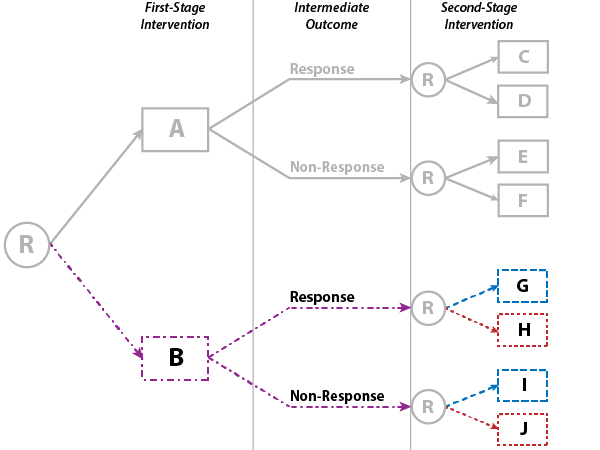 First-Stage
Intervention
Intermediate
Outcome
Second-Stage
Intervention
Response
R
C
D
A
Non-Response
R
E
F
R
Response
R
G
H
B
Non-Response
R
I
J